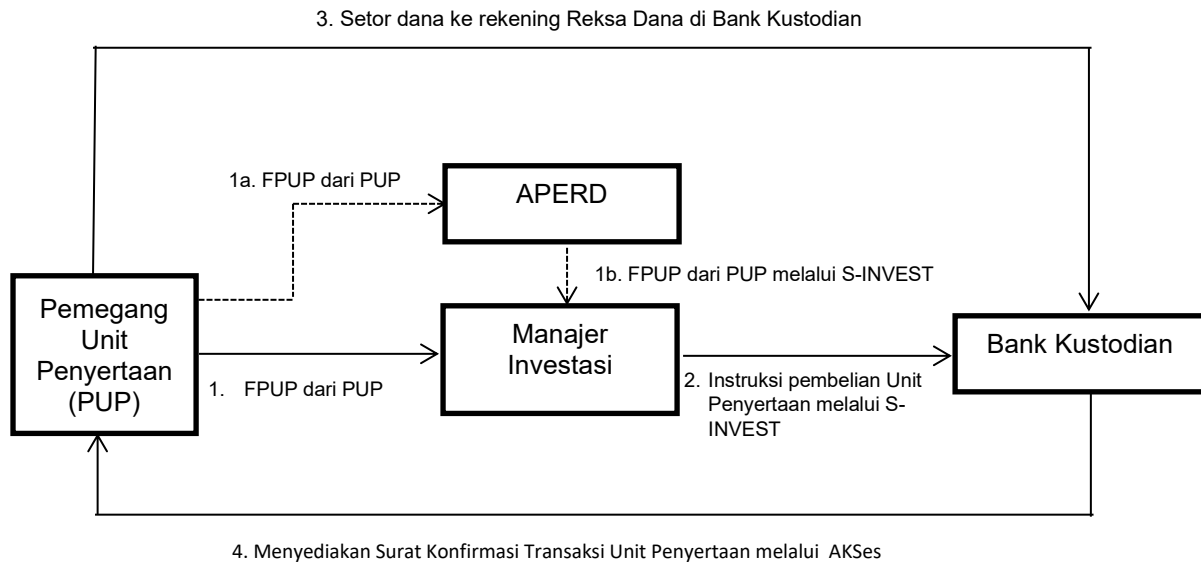 3. Setor dana ke rekening Reksa Dana di Bank Kustodian
1a. FPUP dari PUP
APERD
1b. FPUP dari PUP melalui S-INVEST
Pemegang
Unit
Penyertaan
(PUP)
Manajer
Investasi
Bank Kustodian
1. FPUP dari PUP
2. Instruksi pembelian Unit
Penyertaan melalui S-
INVEST
4. Menyediakan Surat Konfirmasi Transaksi Unit Penyertaan melalui AKSes